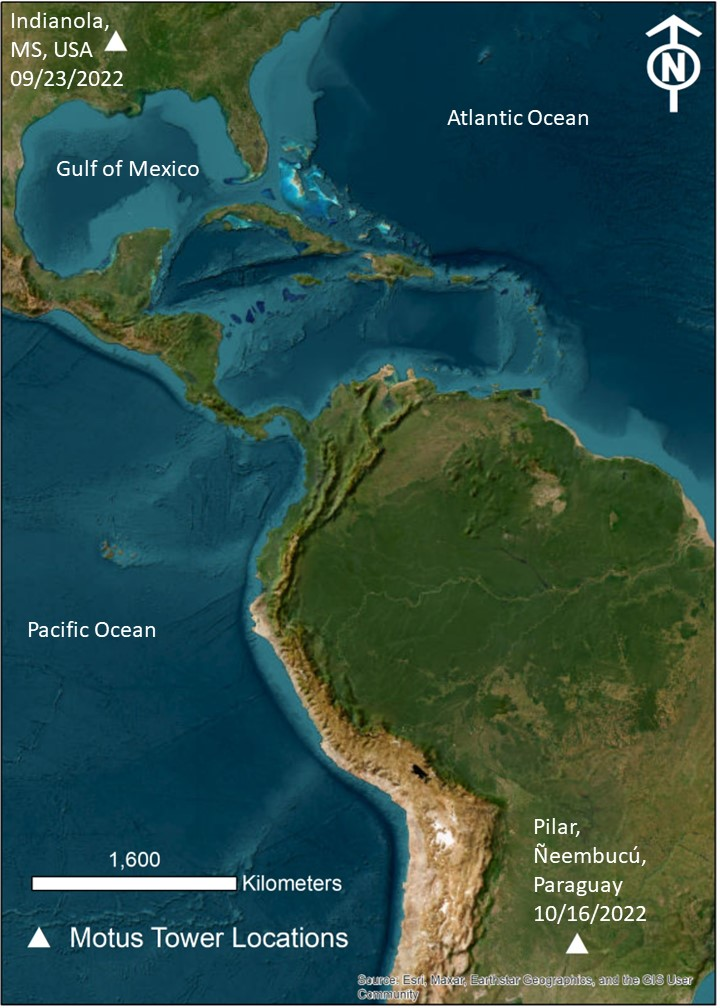 Indianola,
MS, USA
09/23/2022
N
Atlantic Ocean
Gulf of Mexico
Pacific Ocean
Pilar,
Ñeembucú,
Paraguay
10/16/2022
1,600
Kilometers
Motus Tower Locations
Source: Esri, Maxar, Earthstar Geographics, and the GIS User
Community